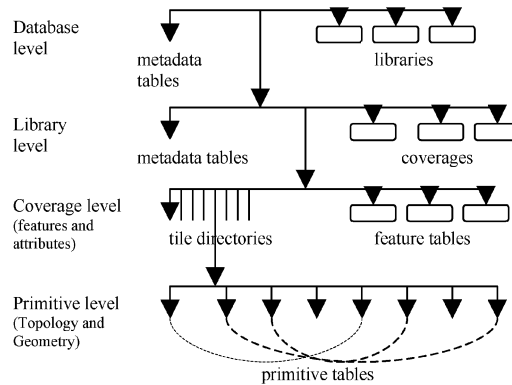 Database
level
metadata
tables
libraries
Library
level
metadata tables
coverages
Coverage level
(features and
attributes)
tile directories
feature tables
Primitive level
(Topology and
Geometry)
primitive tables